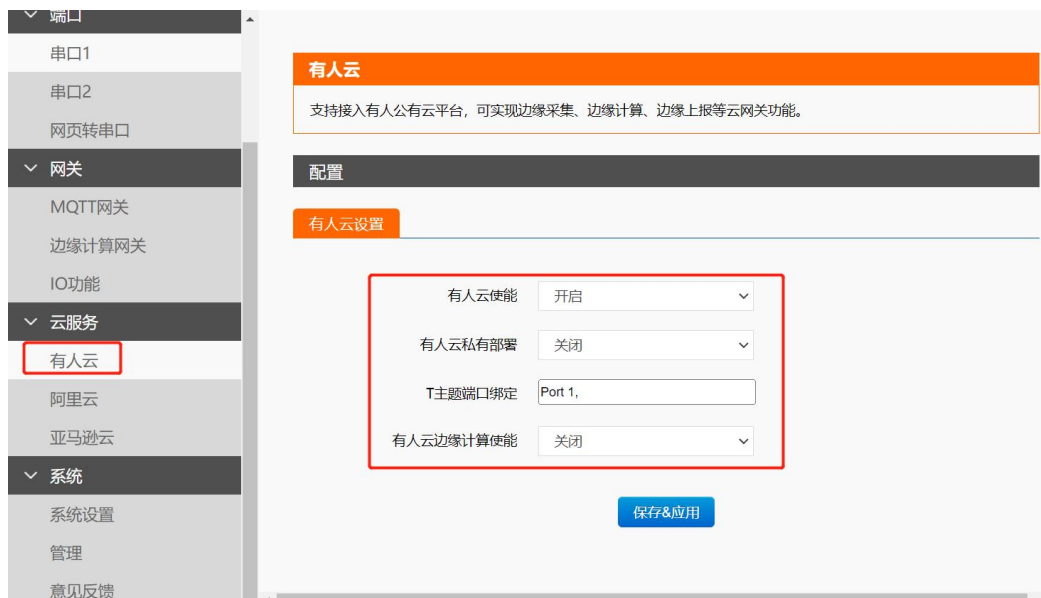 端口
串口1
串口2
网页转串口
网关
MQTT网关
边缘计算网关
IO功能
云服务
有人云
阿里云
亚马逊云
系统
系统设置
管理
意见反馈
有人云
支持接入有人公有云平台，可实现边缘采集、边缘计算、边缘上报等云网关功能。
配置
有人云设置
有人云使能 开启
有人云私有部署 关闭
T主题端口绑定 Port 1,
有人云边缘计算使能 关闭
保存&应用